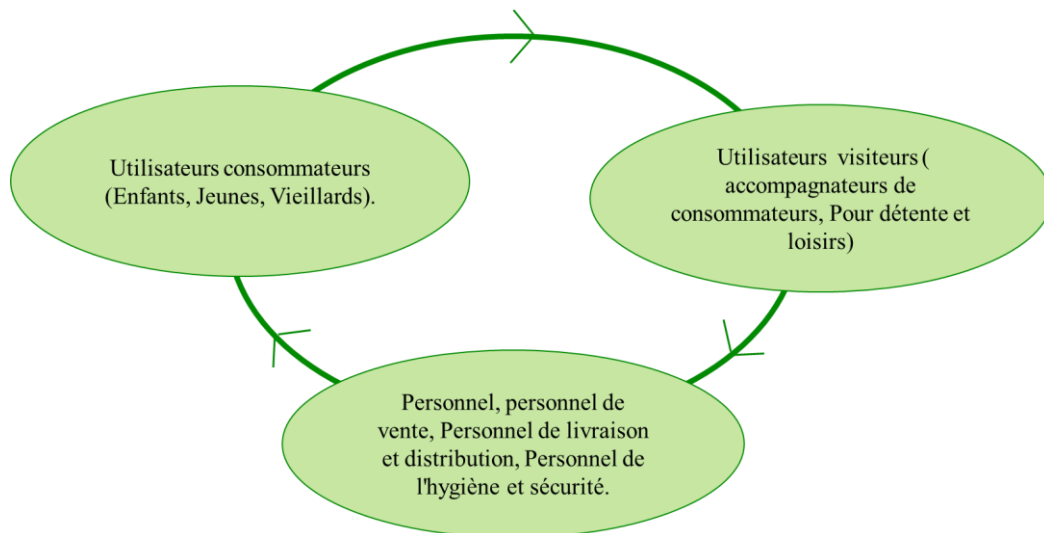 Utilisateurs consommateurs
(Enfants, Jeunes, Vieillards).
Utilisateurs visiteurs (
accompagnateurs de
consommateurs, Pour détente et
loisirs)
Personnel, personnel de
vente, Personnel de livraison
et distribution, Personnel de
l'hygiène et sécurité.